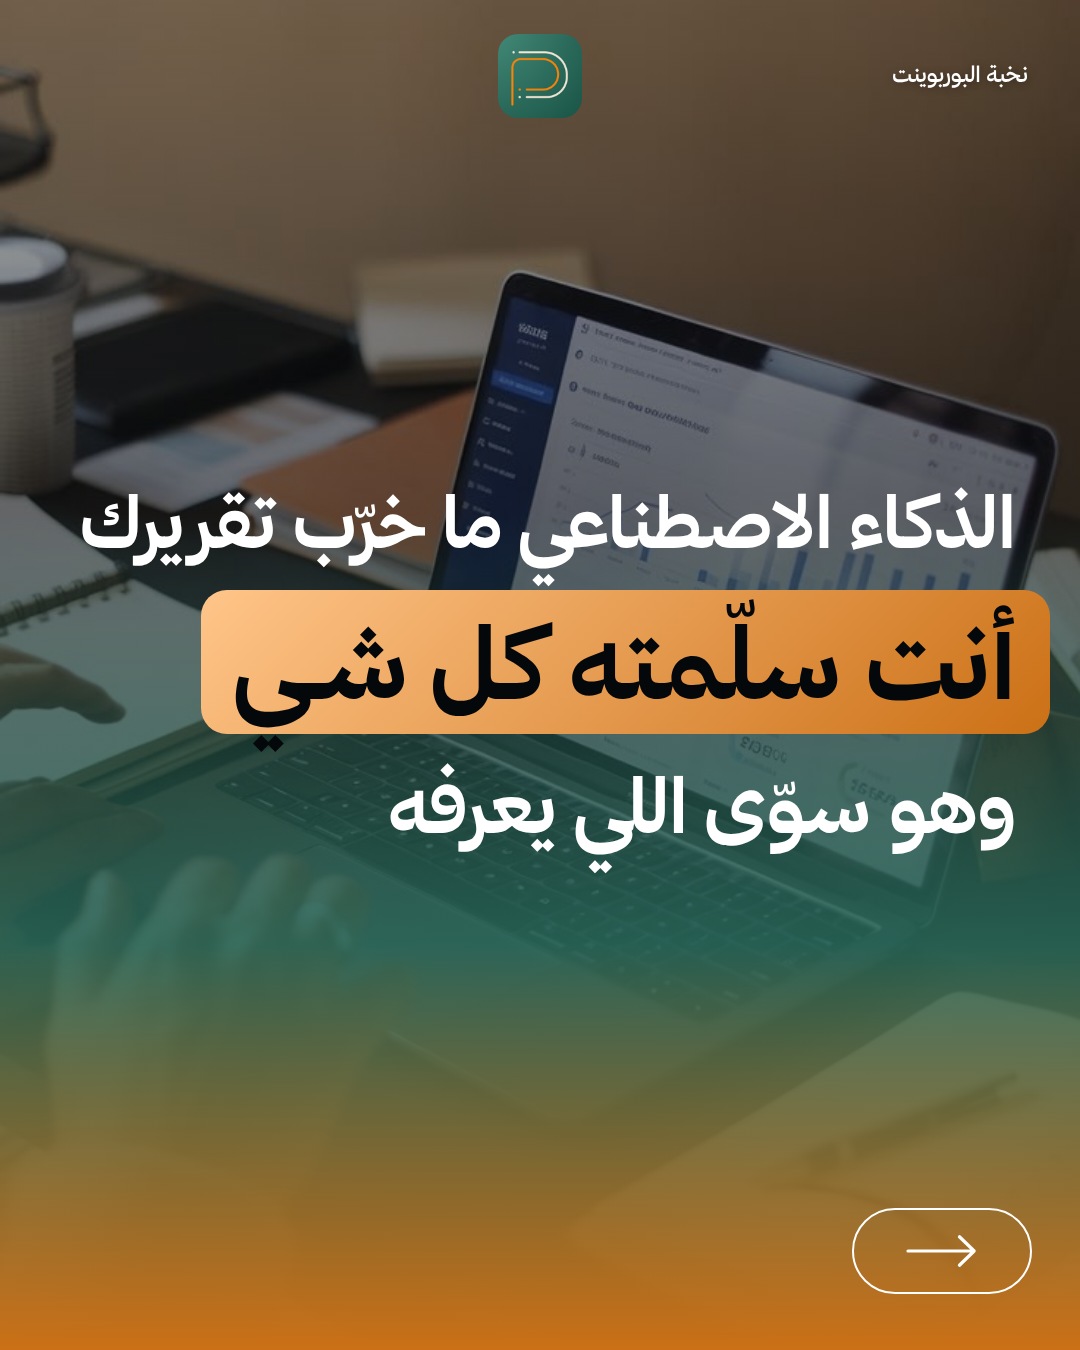 نخبة البوربوينت
الذكاء الاصطناعي ما خرّب تقريرك
أنت سلّمته كل شي
وهو سوّى اللي يعرفه